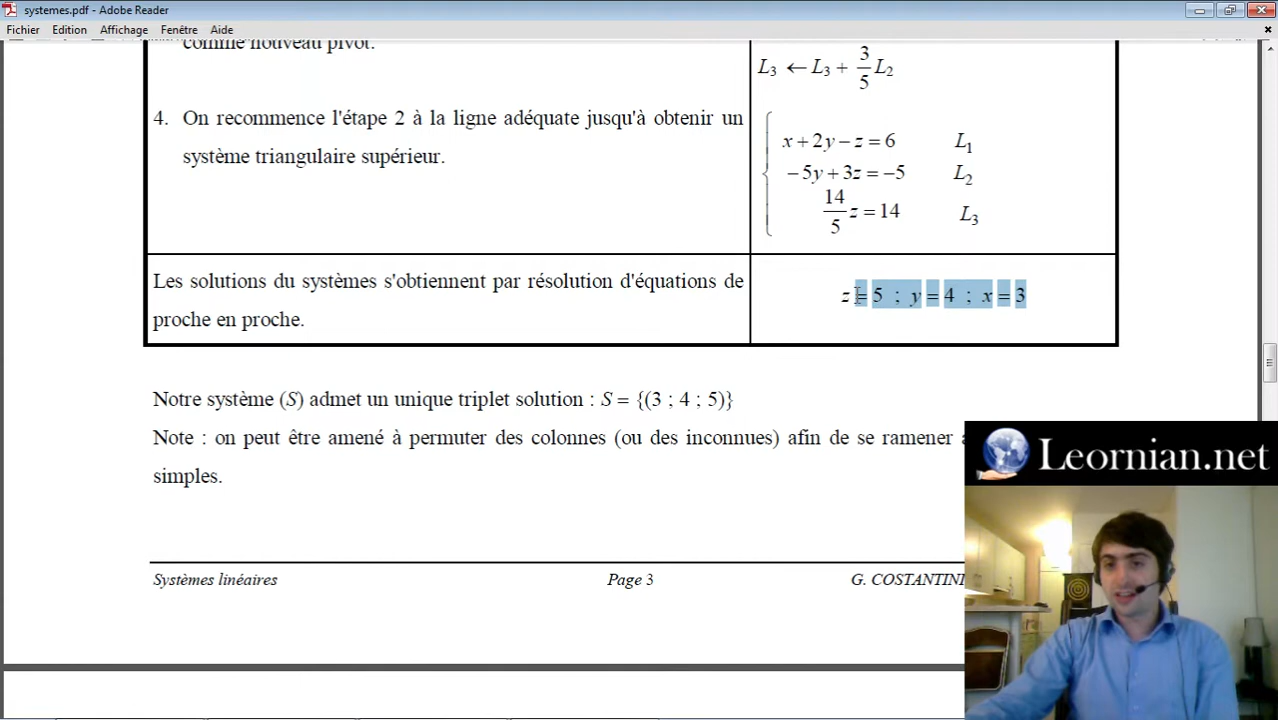 systemes.pdf - Adobe Reader
Fichier Edition Affichage Fenêtre Aide
comme nouveau pivot.
L3 ← L3 + 3/5 L2
4. On recommence l'étape 2 à la ligne adéquate jusqu'à obtenir un
système triangulaire supérieur.
x + 2y − z = 6 L1
− 5y + 3z = −5 L2
14/5 z = 14 L3
Les solutions du systèmes s'obtiennent par résolution d'équations de
proche en proche.
z = 5 ; y = 4 ; x = 3
Notre système (S) admet un unique triplet solution : S = {(3 ; 4 ; 5)}
Note : on peut être amené à permuter des colonnes (ou des inconnues) afin de se ramener
simples.
Leornian.net
Systèmes linéaires Page 3 G. COSTANTINI